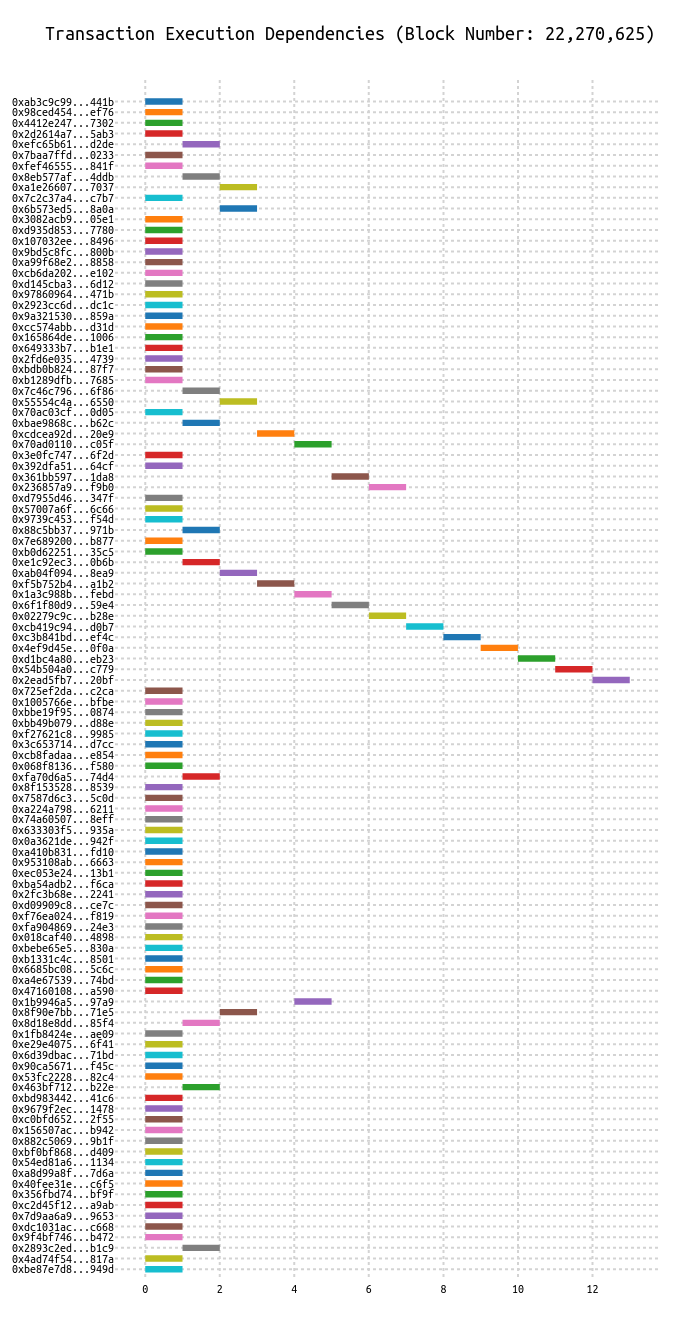 Transaction Execution Dependencies (Block Number: 22,270,625)
0xab3c9c99...441b
0x98ced454...ef76
0x4412e247...7302
0x2d2614a7...5ab3
0xefc65b61...d2de
0x7baa7ffd...0233
0xfef46555...841f
0x8eb577af...4ddb
0xa1e26607...7037
0x7c2c37a4...c7b7
0x6b573ed5...8a0a
0x3082acb9...05e1
0xd935d853...7780
0x107032ee...8496
0x9bd5c8fc...800b
0xa99f68e2...8858
0xcb6da202...e102
0xd145cba3...6d12
0x97860964...471b
0x2923cc6d...dc1c
0x9a321530...859a
0xcc574abb...d31d
0x165864de...1006
0x649333b7...b1e1
0x2fd6e035...4739
0xbdb0b824...87f7
0xb1289dfb...7685
0x7c46c796...6f86
0x55554c4a...6550
0x70ac03cf...0d05
0xbae9868c...b62c
0xcdcea92d...20e9
0x70ad0110...c05f
0x3e0fc747...6f2d
0x392dfa51...64cf
0x361bb597...1da8
0x236857a9...f9b0
0xd7955d46...347f
0x57007a6f...6c66
0x9739c453...f54d
0x88c5bb37...971b
0x7e689200...b877
0xb0d62251...35c5
0xe1c92ec3...0b6b
0xab04f094...8ea9
0xf5b752b4...a1b2
0x1a3c988b...febd
0x6f1f80d9...59e4
0x02279c9c...b28e
0xcb419c94...d0b7
0xc3b841bd...ef4c
0x4ef9d45e...0f0a
0xd1bc4a80...eb23
0x54b504a0...c779
0x2ead5fb7...20bf
0x725ef2da...c2ca
0x1005766e...bfbe
0xbbe19f95...0874
0xbb49b079...d88e
0xf27621c8...9985
0x3c653714...d7cc
0xcb8fadaa...e854
0x068f8136...f580
0xfa70d6a5...74d4
0x8f153528...8539
0x7587d6c3...5c0d
0xa224a798...6211
0x74a60507...8eff
0x633303f5...935a
0x0a3621de...942f
0xa410b831...fd10
0x953108ab...6663
0xec053e24...13b1
0xba54adb2...f6ca
0x2fc3b68e...2241
0xd09909c8...ce7c
0xf76ea024...f819
0xfa904869...24e3
0x018caf40...4898
0xbebe65e5...830a
0xb1331c4c...8501
0x6685bc08...5c6c
0xa4e67539...74bd
0x47160108...a590
0x1b9946a5...97a9
0x8f90e7bb...71e5
0x8d18e8dd...85f4
0x1fb8424e...ae09
0xe29e4075...6f41
0x6d39dbac...71bd
0x90ca5671...f45c
0x53fc2228...82c4
0x463bf712...b22e
0xbd983442...41c6
0x9679f2ec...1478
0xc0bfd652...2f55
0x156507ac...b942
0x882c5069...9b1f
0xbf0bf868...d409
0x54ed81a6...1134
0xa8d99a8f...7d6a
0x40fee31e...c6f5
0x356fbd74...bf9f
0xc2d45f12...a9ab
0x7d9aa6a9...9653
0xdc1031ac...c668
0x9f4bf746...b472
0x2893c2ed...b1c9
0x4ad74f54...817a
0xbe87e7d8...949d
0 2 4 6 8 10 12